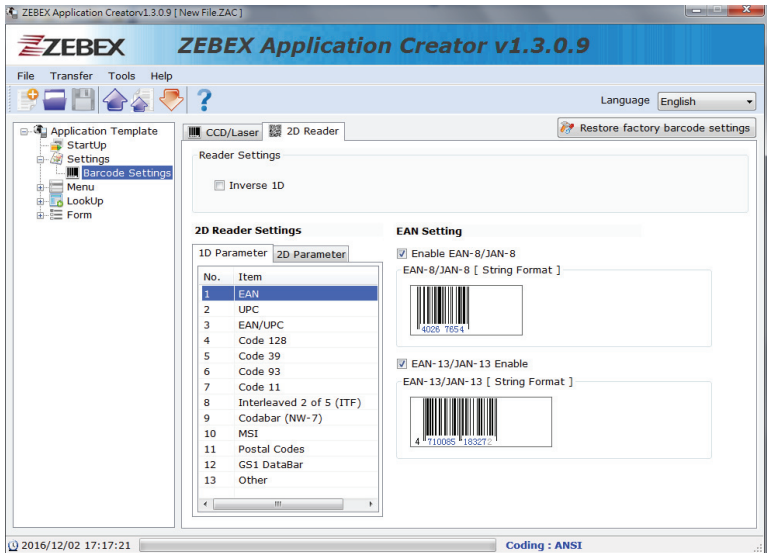 ZEBEX Application Creatorv1.3.0.9 [ New File.ZAC ]
ZEBEX ZEBEX Application Creator v1.3.0.9
File Transfer Tools Help
Language English
Application Template
StartUp
Settings
Barcode Settings
Menu
LookUp
Form
CCD/Laser 2D Reader
Restore factory barcode settings
Reader Settings
Inverse 1D
2D Reader Settings
1D Parameter 2D Parameter
No. Item
1 EAN
2 UPC
3 EAN/UPC
4 Code 128
5 Code 39
6 Code 93
7 Code 11
8 Interleaved 2 of 5 (ITF)
9 Codabar (NW-7)
10 MSI
11 Postal Codes
12 GS1 DataBar
13 Other
EAN Setting
Enable EAN-8/JAN-8
EAN-8/JAN-8 [ String Format ]
4026 7654
EAN-13/JAN-13 Enable
EAN-13/JAN-13 [ String Format ]
4 710085 183272
2016/12/02 17:17:21
Coding : ANSI